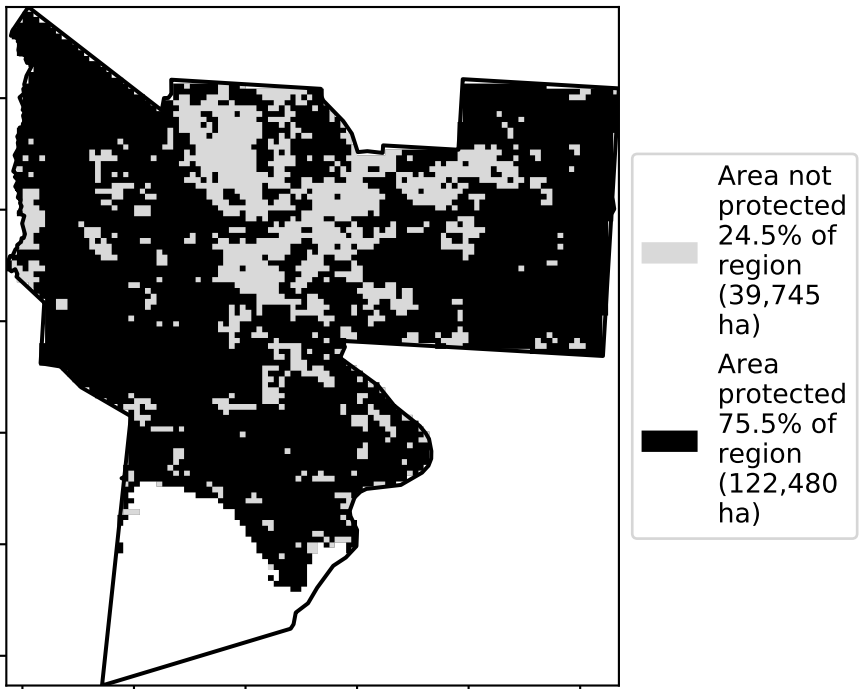 Area not
protected
24.5% of
region
(39,745
ha)
Area
protected
75.5% of
region
(122,480
ha)